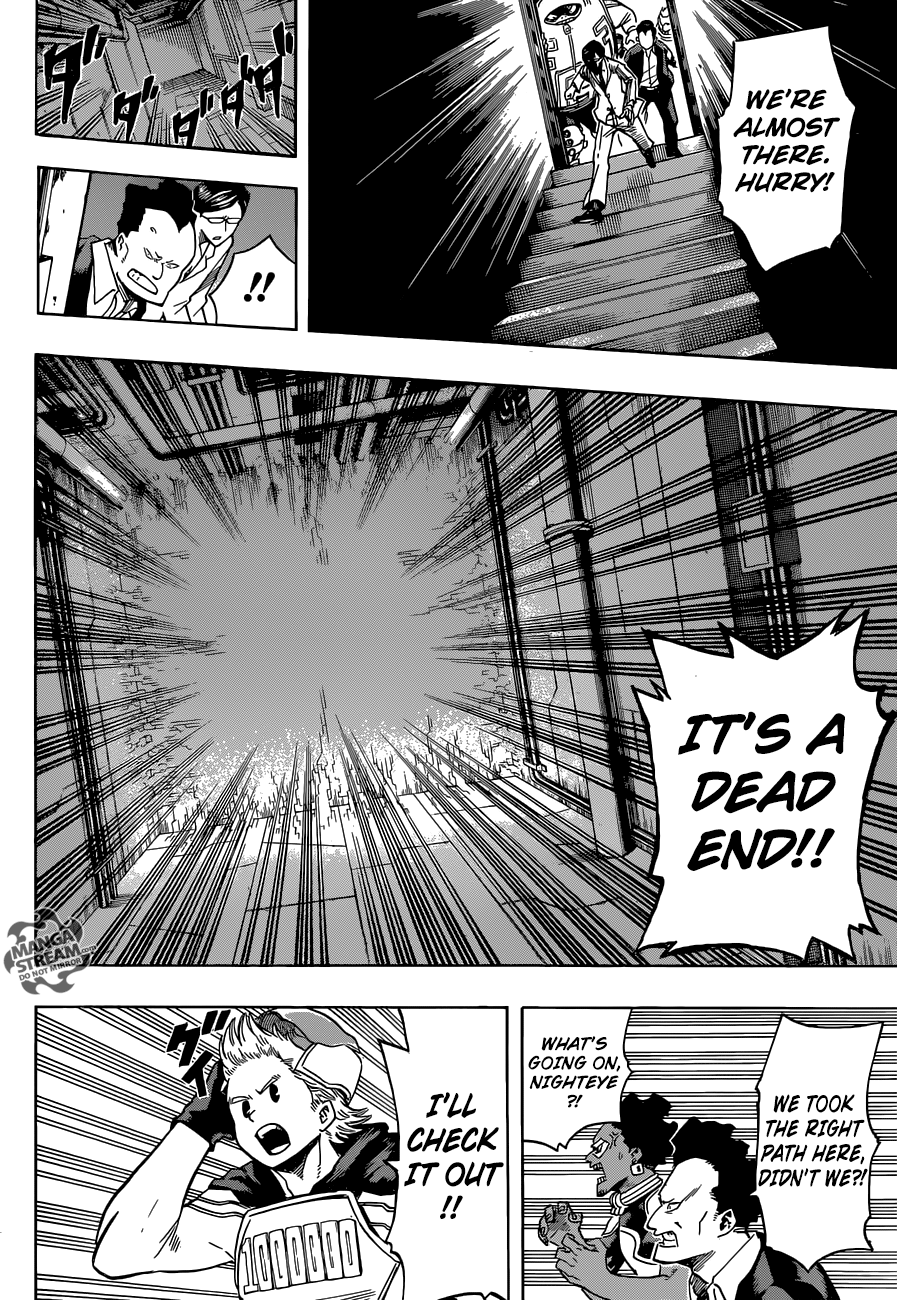 WE'RE
ALMOST
THERE.
HURRY!
ダダダダ
!!
IT'S A
DEAD
END!!
WE TOOK
THE RIGHT
PATH HERE,
DIDN'T WE?!
WHAT'S
GOING ON,
NIGHTEYE
?!
I'LL
CHECK
IT OUT
!!
グイ
1000000
MANGA
STREAM.com
DO NOT MIRROR